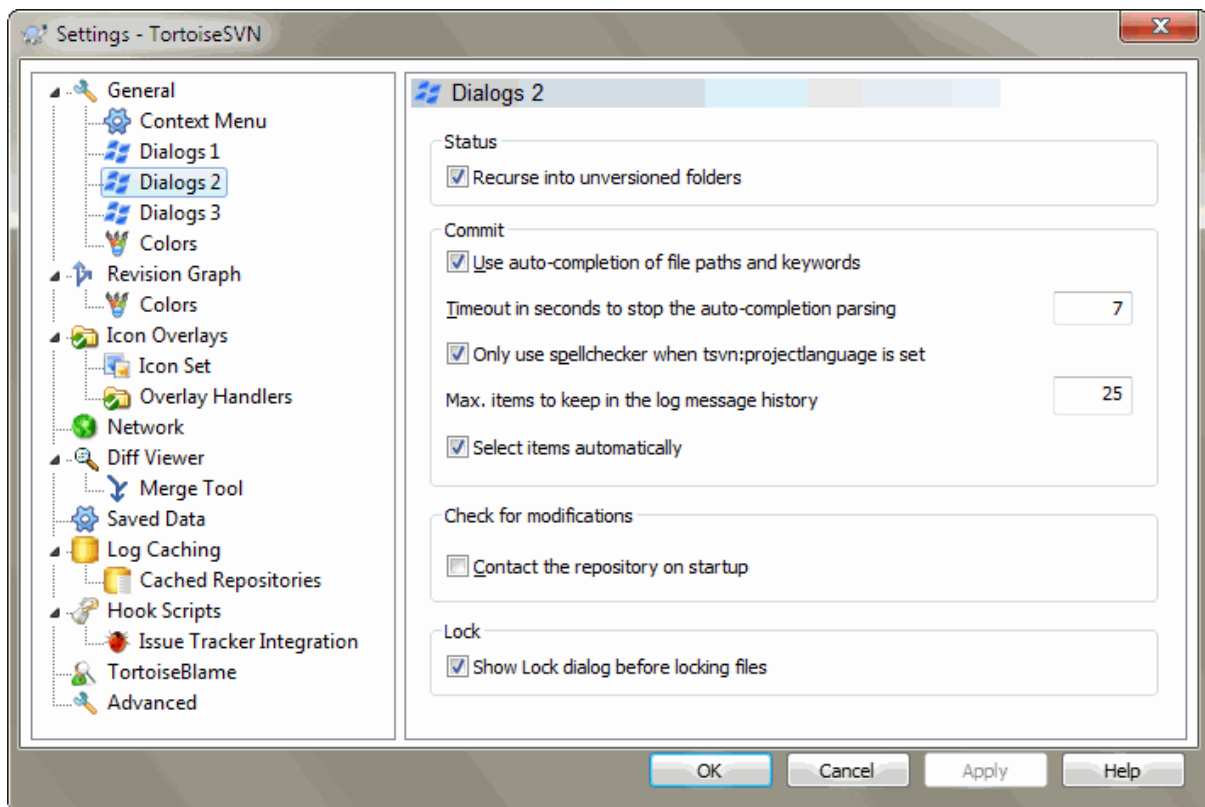 Settings - TortoiseSVN
General
Context Menu
Dialogs 1
Dialogs 2
Dialogs 3
Colors
Revision Graph
Colors
Icon Overlays
Icon Set
Overlay Handlers
Network
Diff Viewer
Merge Tool
Saved Data
Log Caching
Cached Repositories
Hook Scripts
Issue Tracker Integration
TortoiseBlame
Advanced
Dialogs 2
Status
Recurse into unversioned folders
Commit
Use auto-completion of file paths and keywords
Timeout in seconds to stop the auto-completion parsing 7
Only use spellchecker when tsvn:projectlanguage is set
Max. items to keep in the log message history 25
Select items automatically
Check for modifications
Contact the repository on startup
Lock
Show Lock dialog before locking files
OK Cancel Apply Help